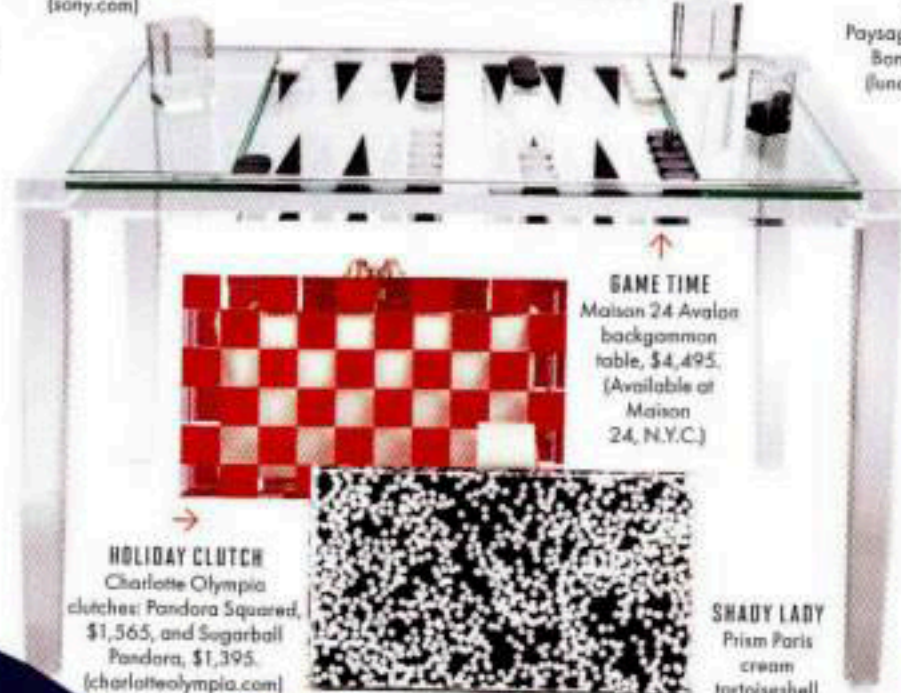 (sony.com)
Paysag
Bon
(lune
GAME TIME
Maison 24 Avalon
backgammon
table, $4,495.
(Available at
Maison
24, N.Y.C.)
HOLIDAY CLUTCH
Charlotte Olympia
clutches: Pandora Squared,
$1,565, and Sugarball
Pandora, $1,395.
(charlotteolympia.com)
SHADY LADY
Prism Paris
cream
tortoiseshell